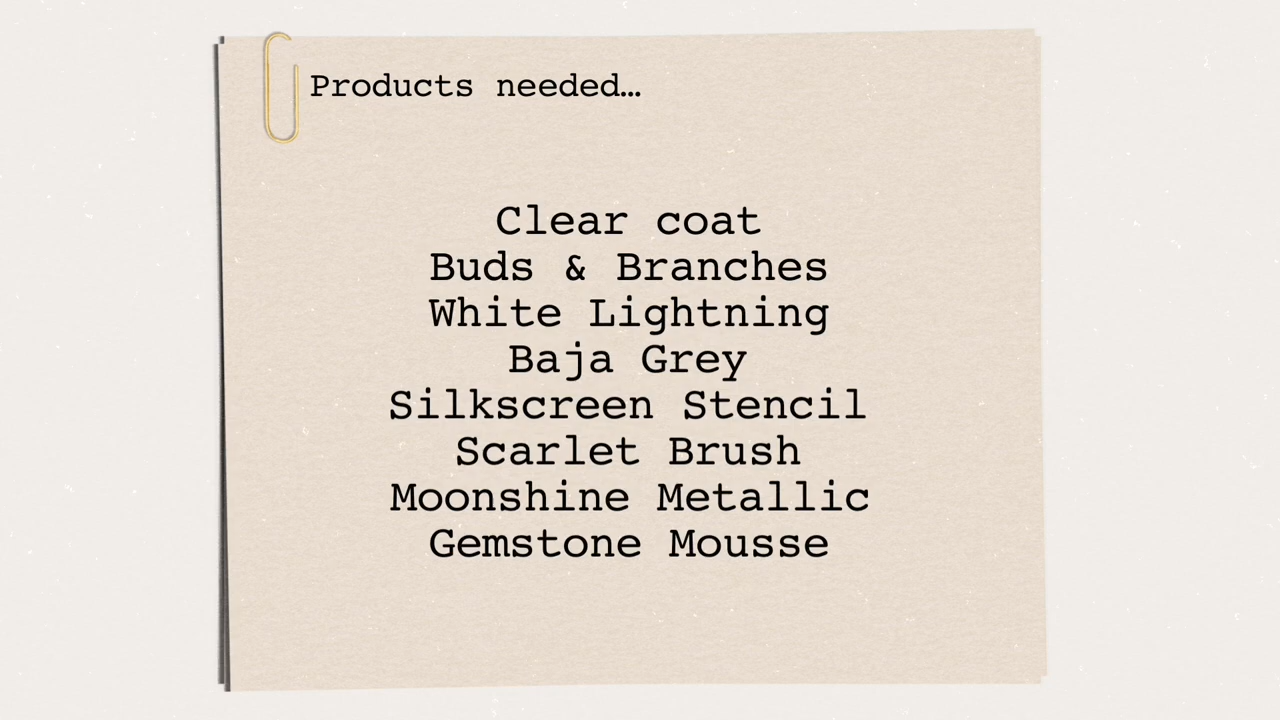 Products needed…
Clear coat
Buds & Branches
White Lightning
Baja Grey
Silkscreen Stencil
Scarlet Brush
Moonshine Metallic
Gemstone Mousse